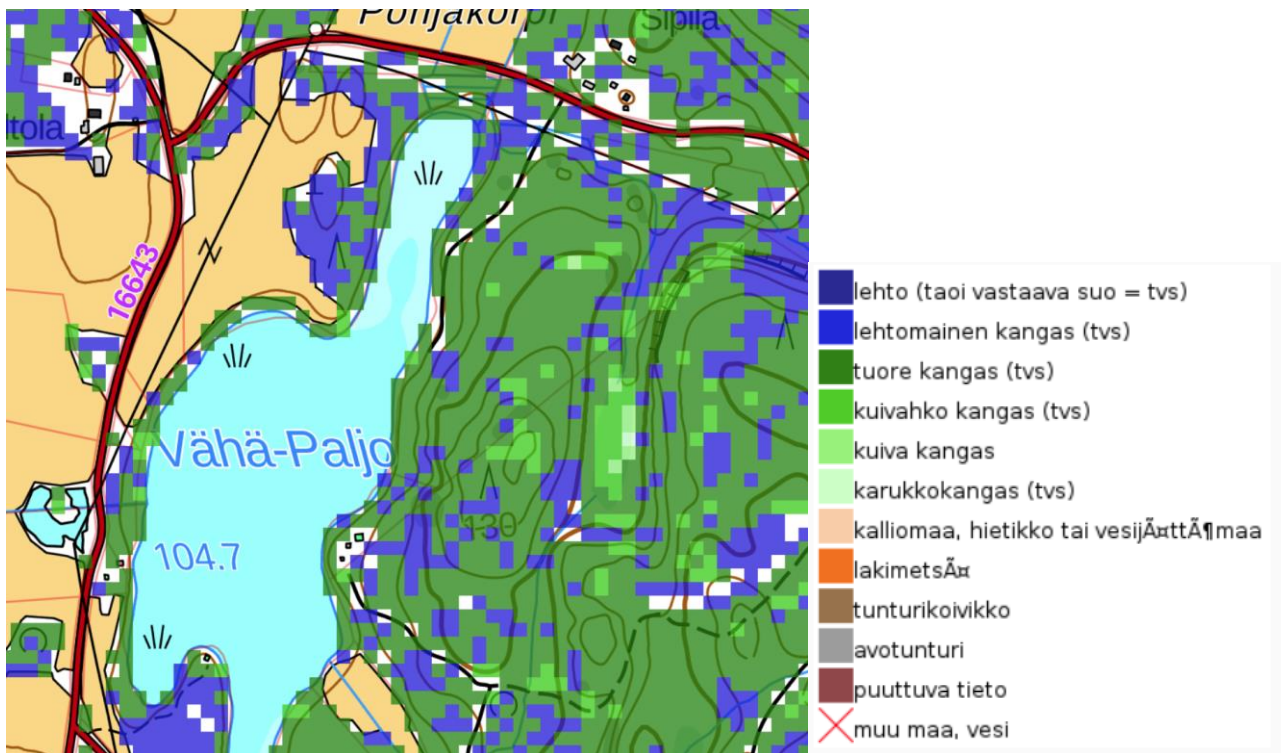 Pohjakorpi
Sipilä
16643
Vähä-Paljo
130
104.7
lehto (taoi vastaava suo = tvs)
lehtomainen kangas (tvs)
tuore kangas (tvs)
kuivahko kangas (tvs)
kuiva kangas
karukkokangas (tvs)
kalliomaa, hietikko tai vesijÃ¤ttÃ¶maa
lakimetsÃ¤
tunturikoivikko
avotunturi
puuttuva tieto
muu maa, vesi